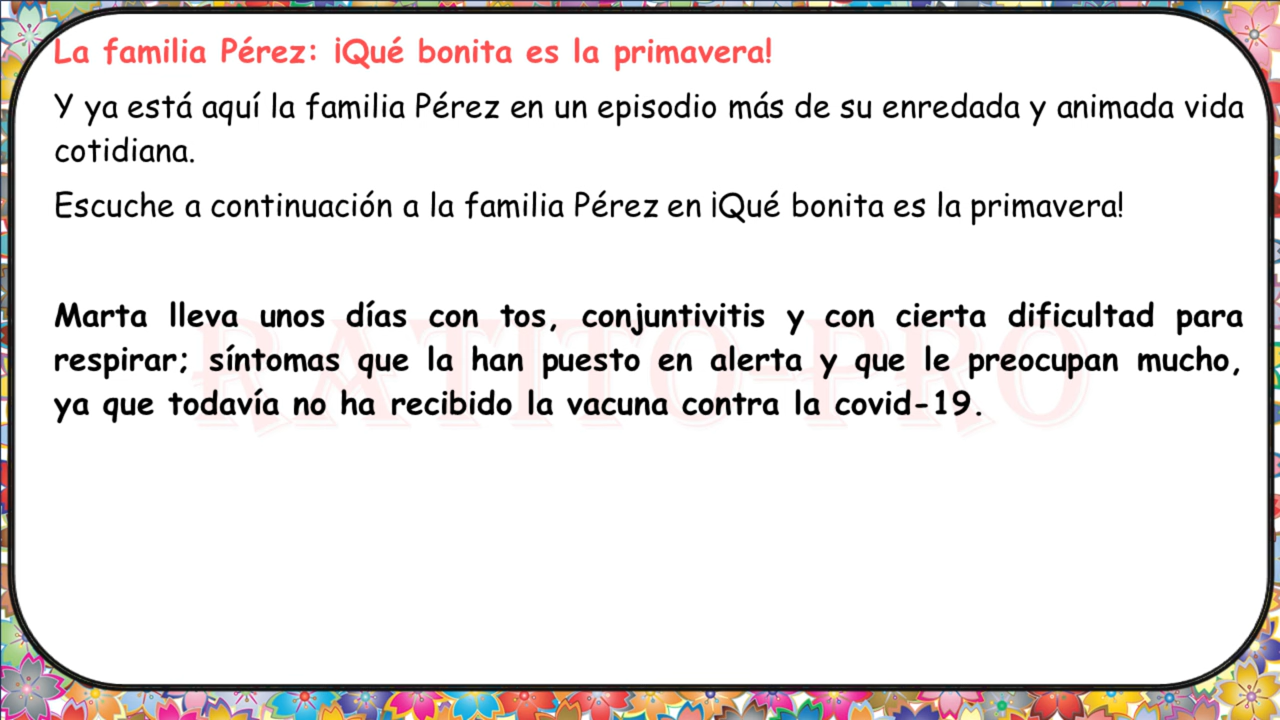 La familia Pérez: ¡Qué bonita es la primavera!
Y ya está aquí la familia Pérez en un episodio más de su enredada y animada vida
cotidiana.
Escuche a continuación a la familia Pérez en ¡Qué bonita es la primavera!
Marta lleva unos días con tos, conjuntivitis y con cierta dificultad para
respirar; síntomas que la han puesto en alerta y que le preocupan mucho,
ya que todavía no ha recibido la vacuna contra la covid-19.
RATITO-PRO